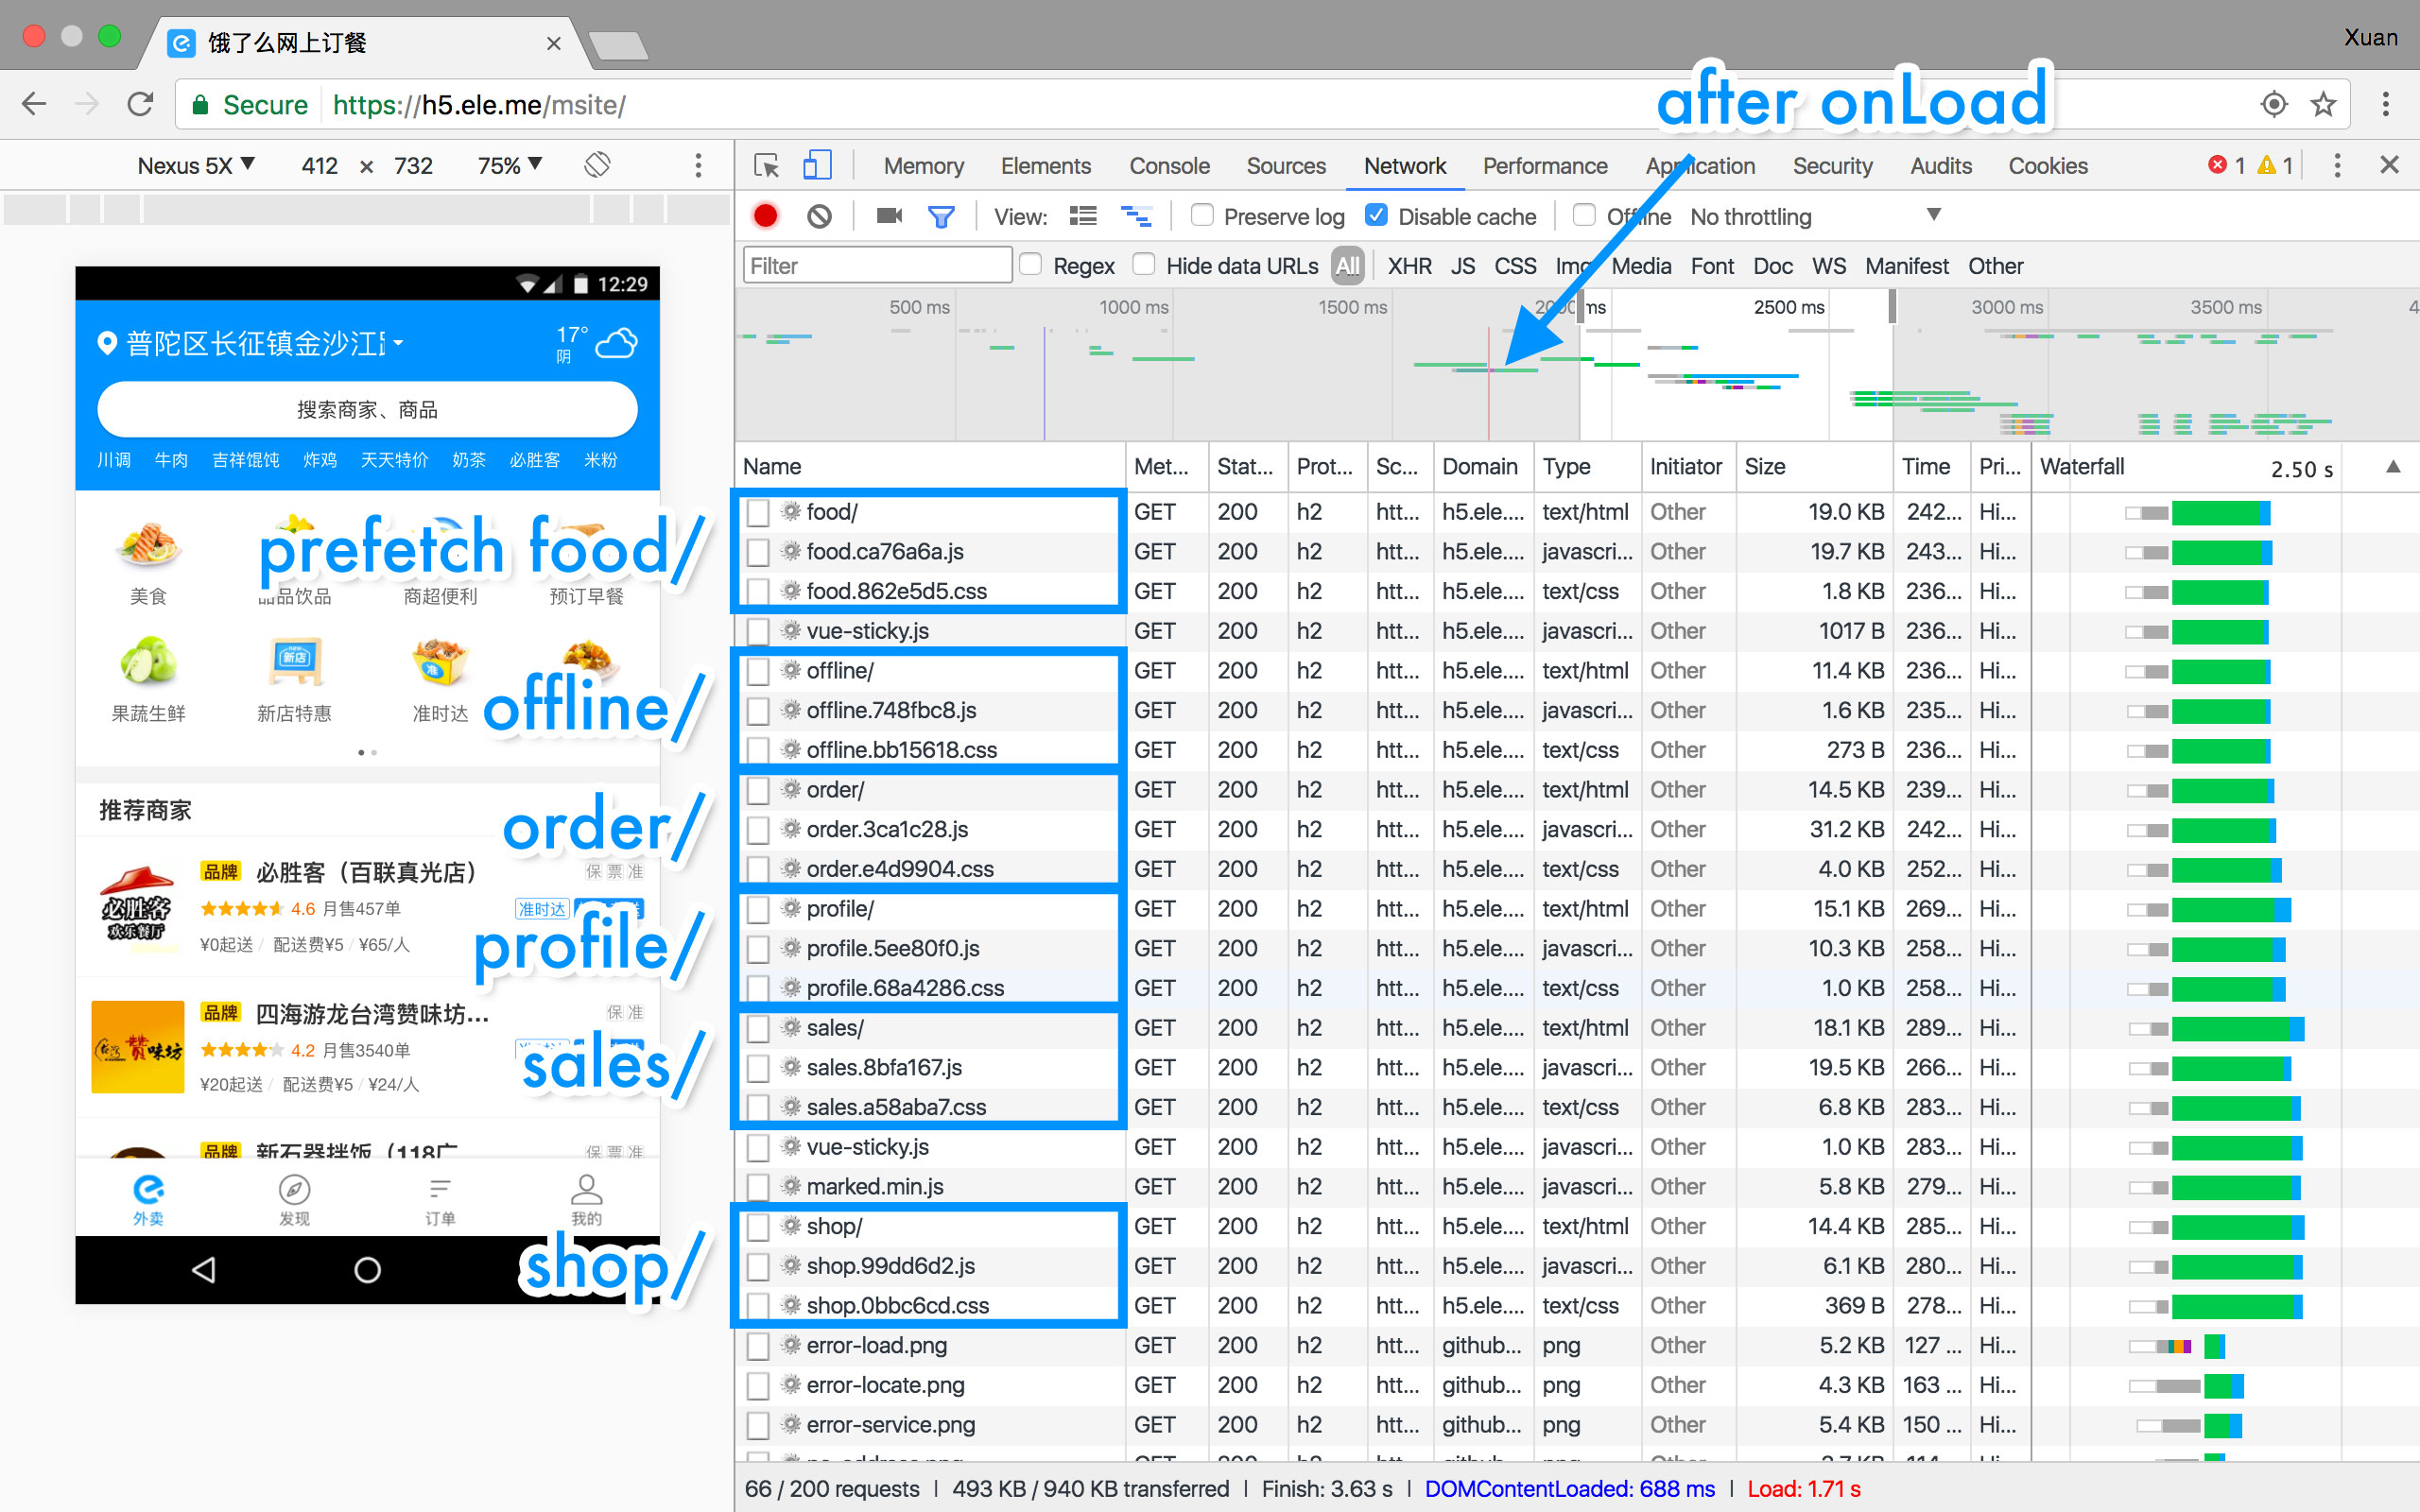 饿了么网上订餐
Xuan
Secure https://h5.ele.me/msite/
after onLoad
Nexus 5X 412 × 732 75%
Memory Elements Console Sources Network Performance Application Security Audits Cookies 1 1
View: Preserve log Disable cache Offline No throttling
Filter Regex Hide data URLs All XHR JS CSS Img Media Font Doc WS Manifest Other
500 ms 1000 ms 1500 ms 2000 ms 2500 ms 3000 ms 3500 ms 4
12:29
普陀区长征镇金沙江
17°
阴
搜索商家、商品
川调 牛肉 吉祥馄饨 炸鸡 天天特价 奶茶 必胜客 米粉
prefetch food/
美食 甜品饮品 商超便利 预订早餐
new
新店
准
果蔬生鲜 新店特惠 准时达
offline/
推荐商家
order/
必胜客
欢乐餐厅
品牌 必胜客（百联真光店） 保 票 准
4.6 月售457单 准时达
¥0起送 / 配送费¥5 / ¥65/人
profile/
赞味坊
品牌 四海游龙台湾赞味坊... 保 准
4.2 月售3540单
¥20起送 / 配送费¥5 / ¥24/人
sales/
品牌 新石器拌饭（118广 保 票 准
外卖 发现 订单 我的
shop/
Name Met... Stat... Prot... Sc... Domain Type Initiator Size Time Pri... Waterfall 2.50 s
food/ GET 200 h2 htt... h5.ele.... text/html Other 19.0 KB 242... Hi...
food.ca76a6a.js GET 200 h2 htt... h5.ele.... javascri... Other 19.7 KB 243... Hi...
food.862e5d5.css GET 200 h2 htt... h5.ele.... text/css Other 1.8 KB 236... Hi...
vue-sticky.js GET 200 h2 htt... h5.ele.... javascri... Other 1017 B 236... Hi...
offline/ GET 200 h2 htt... h5.ele.... text/html Other 11.4 KB 236... Hi...
offline.748fbc8.js GET 200 h2 htt... h5.ele.... javascri... Other 1.6 KB 235... Hi...
offline.bb15618.css GET 200 h2 htt... h5.ele.... text/css Other 273 B 236... Hi...
order/ GET 200 h2 htt... h5.ele.... text/html Other 14.5 KB 239... Hi...
order.3ca1c28.js GET 200 h2 htt... h5.ele.... javascri... Other 31.2 KB 242... Hi...
order.e4d9904.css GET 200 h2 htt... h5.ele.... text/css Other 4.0 KB 252... Hi...
profile/ GET 200 h2 htt... h5.ele.... text/html Other 15.1 KB 269... Hi...
profile.5ee80f0.js GET 200 h2 htt... h5.ele.... javascri... Other 10.3 KB 258... Hi...
profile.68a4286.css GET 200 h2 htt... h5.ele.... text/css Other 1.0 KB 258... Hi...
sales/ GET 200 h2 htt... h5.ele.... text/html Other 18.1 KB 289... Hi...
sales.8bfa167.js GET 200 h2 htt... h5.ele.... javascri... Other 19.5 KB 266... Hi...
sales.a58aba7.css GET 200 h2 htt... h5.ele.... text/css Other 6.8 KB 283... Hi...
vue-sticky.js GET 200 h2 htt... h5.ele.... javascri... Other 1.0 KB 283... Hi...
marked.min.js GET 200 h2 htt... h5.ele.... javascri... Other 5.8 KB 279... Hi...
shop/ GET 200 h2 htt... h5.ele.... text/html Other 14.4 KB 285... Hi...
shop.99dd6d2.js GET 200 h2 htt... h5.ele.... javascri... Other 6.1 KB 280... Hi...
shop.0bbc6cd.css GET 200 h2 htt... h5.ele.... text/css Other 369 B 278... Hi...
error-load.png GET 200 h2 htt... github... png Other 5.2 KB 127 ... Hi...
error-locate.png GET 200 h2 htt... github... png Other 4.3 KB 163 ... Hi...
error-service.png GET 200 h2 htt... github... png Other 5.4 KB 150 ... Hi...
66 / 200 requests | 493 KB / 940 KB transferred | Finish: 3.63 s | DOMContentLoaded: 688 ms | Load: 1.71 s